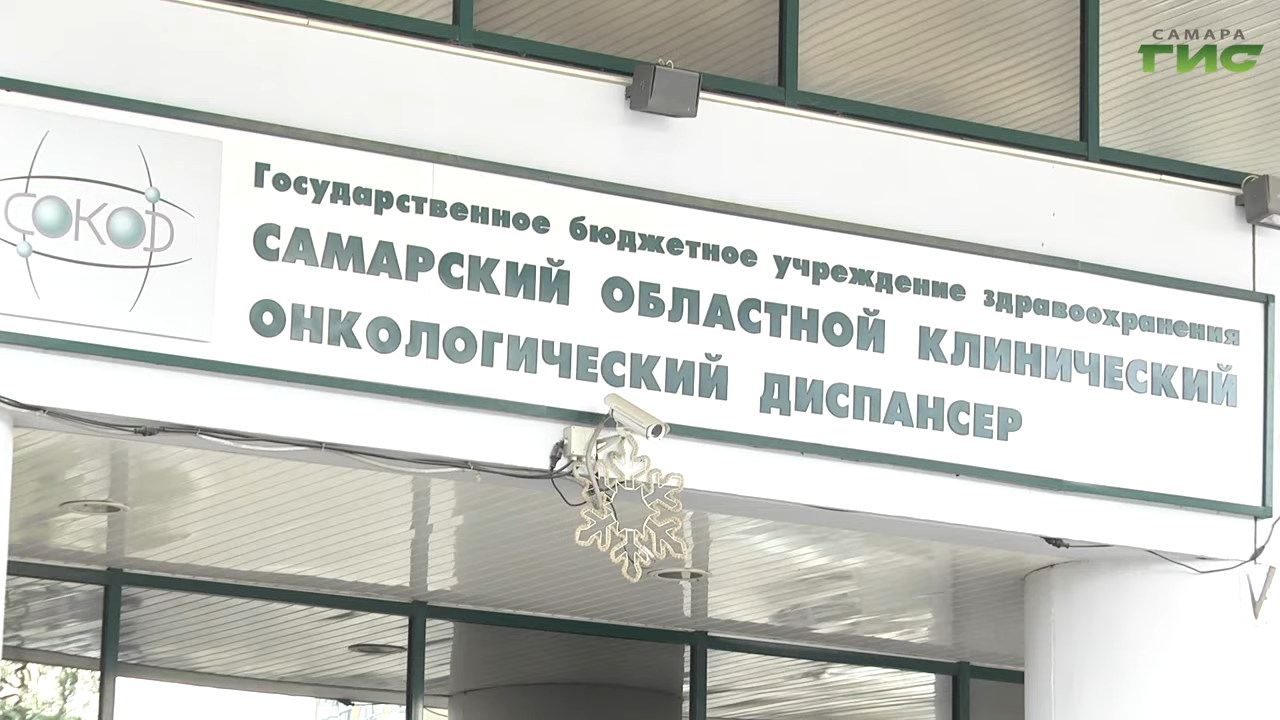 САМАРА
ГИС
СОКОД
Государственное бюджетное учреждение здравоохранения
САМАРСКИЙ ОБЛАСТНОЙ КЛИНИЧЕСКИЙ
ОНКОЛОГИЧЕСКИЙ ДИСПАНСЕР